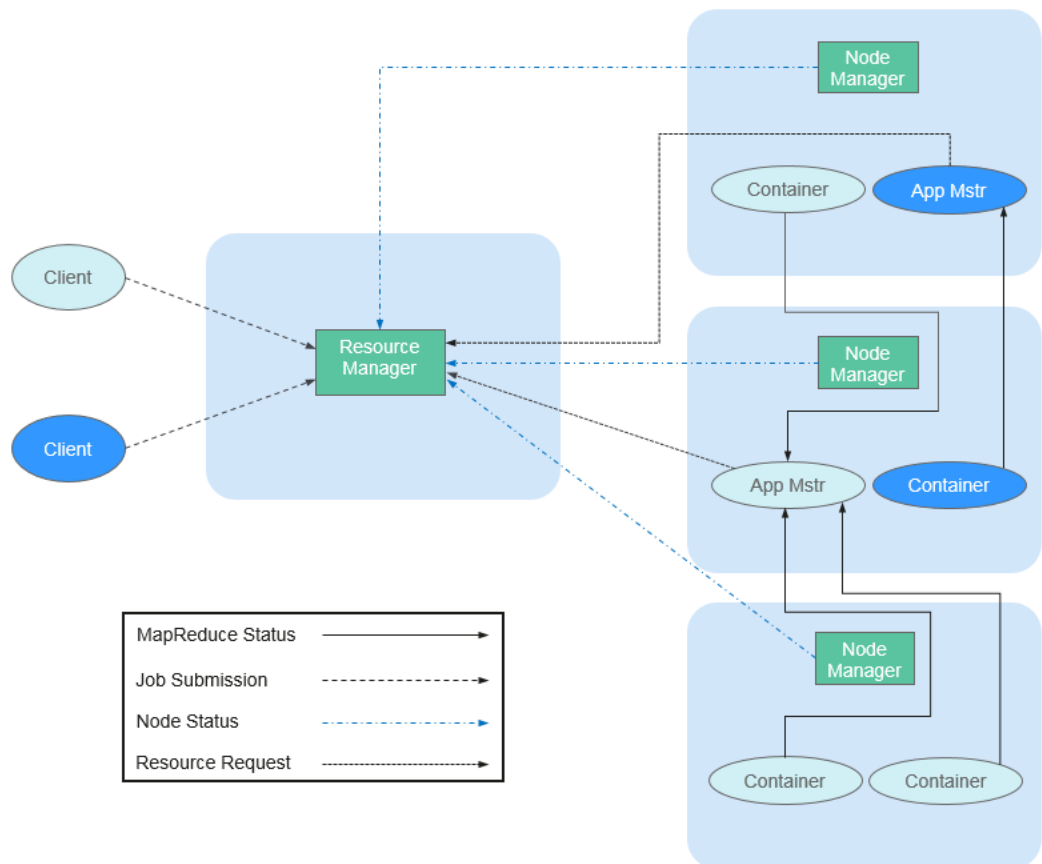 Node
Manager
Container
App Mstr
Client
Resource
Manager
Node
Manager
Client
App Mstr
Container
MapReduce Status
Job Submission
Node Status
Resource Request
Node
Manager
Container
Container